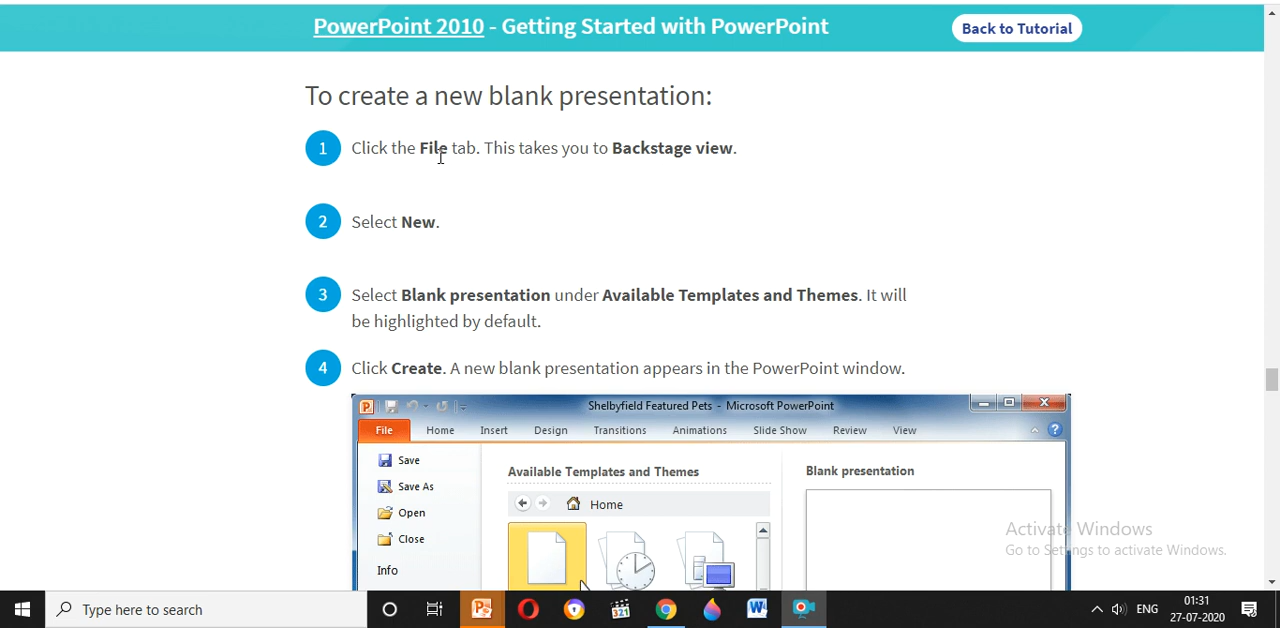 PowerPoint 2010 - Getting Started with PowerPoint
Back to Tutorial
To create a new blank presentation:
1 Click the File tab. This takes you to Backstage view.
2 Select New.
3 Select Blank presentation under Available Templates and Themes. It will
be highlighted by default.
4 Click Create. A new blank presentation appears in the PowerPoint window.
Shelbyfield Featured Pets - Microsoft PowerPoint
File Home Insert Design Transitions Animations Slide Show Review View
Save
Save As
Open
Close
Info
Available Templates and Themes
Home
Blank presentation
Activate Windows
Go to Settings to activate Windows.
Type here to search
321
ENG
01:31
27-07-2020